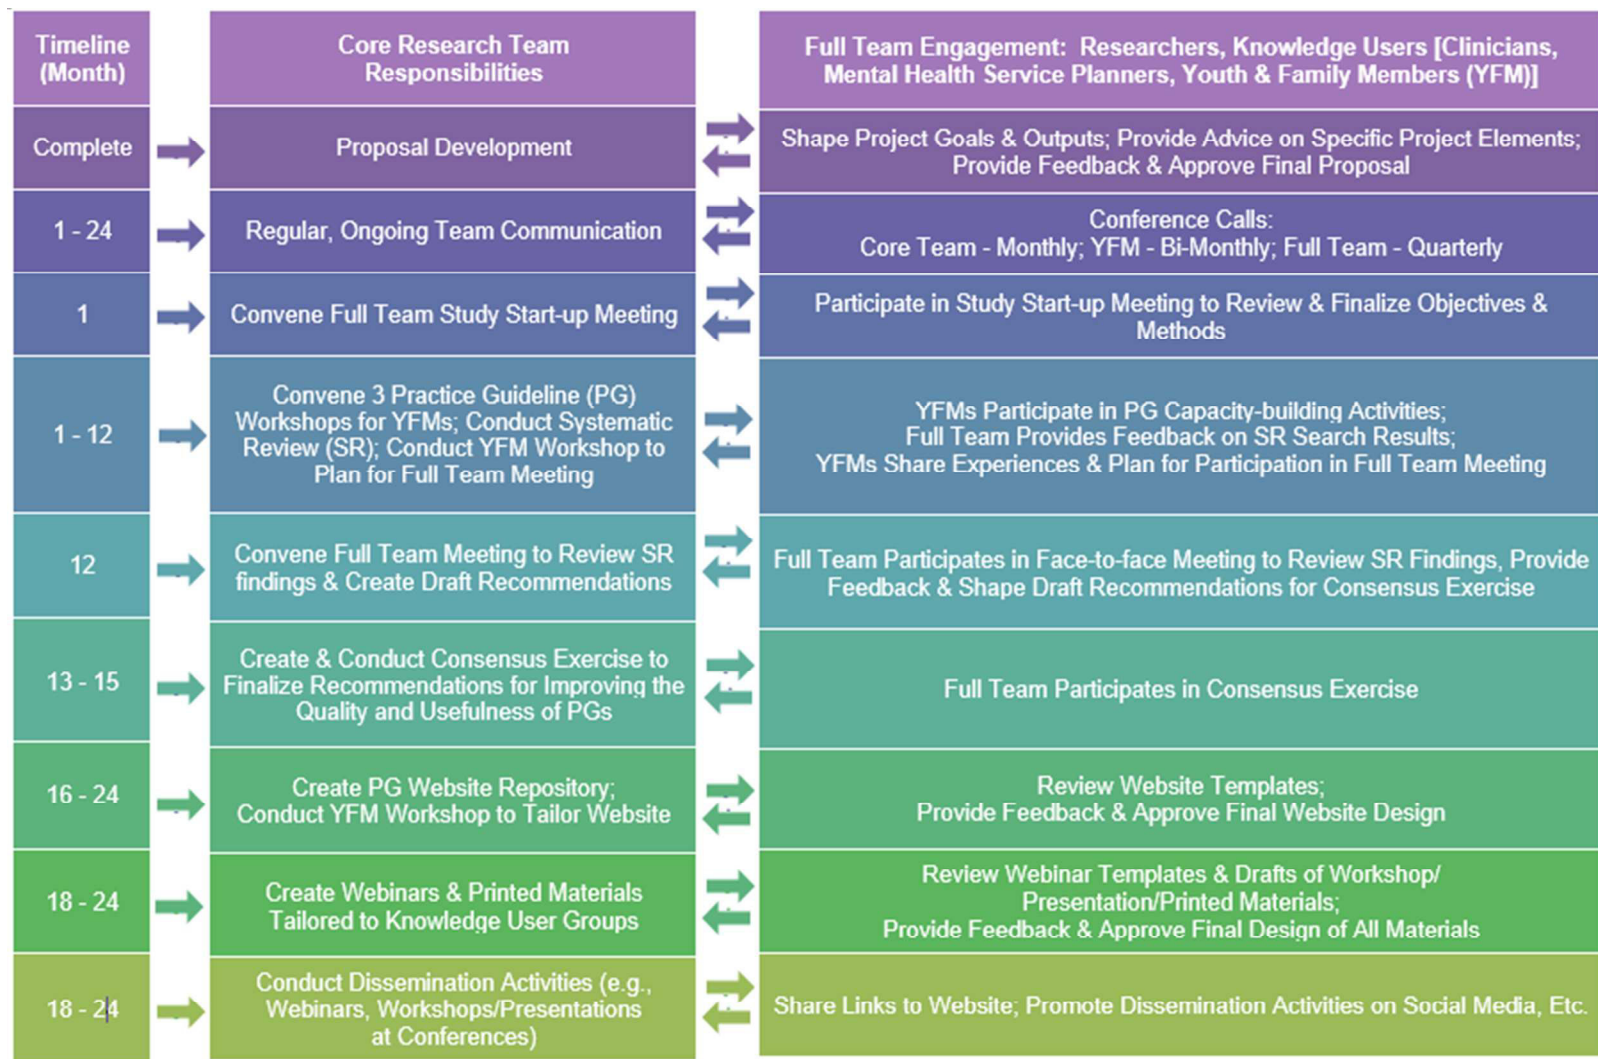 Timeline
(Month)
Core Research Team
Responsibilities
Full Team Engagement:  Researchers, Knowledge Users [Clinicians,
Mental Health Service Planners, Youth & Family Members (YFM)]
Complete
Proposal Development
Shape Project Goals & Outputs; Provide Advice on Specific Project Elements;
Provide Feedback & Approve Final Proposal
1 - 24
Regular, Ongoing Team Communication
Conference Calls:
Core Team - Monthly; YFM - Bi-Monthly; Full Team - Quarterly
1
Convene Full Team Study Start-up Meeting
Participate in Study Start-up Meeting to Review & Finalize Objectives &
Methods
1 - 12
Convene 3 Practice Guideline (PG)
Workshops for YFMs; Conduct Systematic
Review (SR); Conduct YFM Workshop to
Plan for Full Team Meeting
YFMs Participate in PG Capacity-building Activities;
Full Team Provides Feedback on SR Search Results;
YFMs Share Experiences & Plan for Participation in Full Team Meeting
12
Convene Full Team Meeting to Review SR
findings & Create Draft Recommendations
Full Team Participates in Face-to-face Meeting to Review SR Findings, Provide
Feedback & Shape Draft Recommendations for Consensus Exercise
13 - 15
Create & Conduct Consensus Exercise to
Finalize Recommendations for Improving the
Quality and Usefulness of PGs
Full Team Participates in Consensus Exercise
16 - 24
Create PG Website Repository;
Conduct YFM Workshop to Tailor Website
Review Website Templates;
Provide Feedback & Approve Final Website Design
18 - 24
Create Webinars & Printed Materials
Tailored to Knowledge User Groups
Review Webinar Templates & Drafts of Workshop/
Presentation/Printed Materials;
Provide Feedback & Approve Final Design of All Materials
18 - 24
Conduct Dissemination Activities (e.g.,
Webinars, Workshops/Presentations
at Conferences)
Share Links to Website; Promote Dissemination Activities on Social Media, Etc.